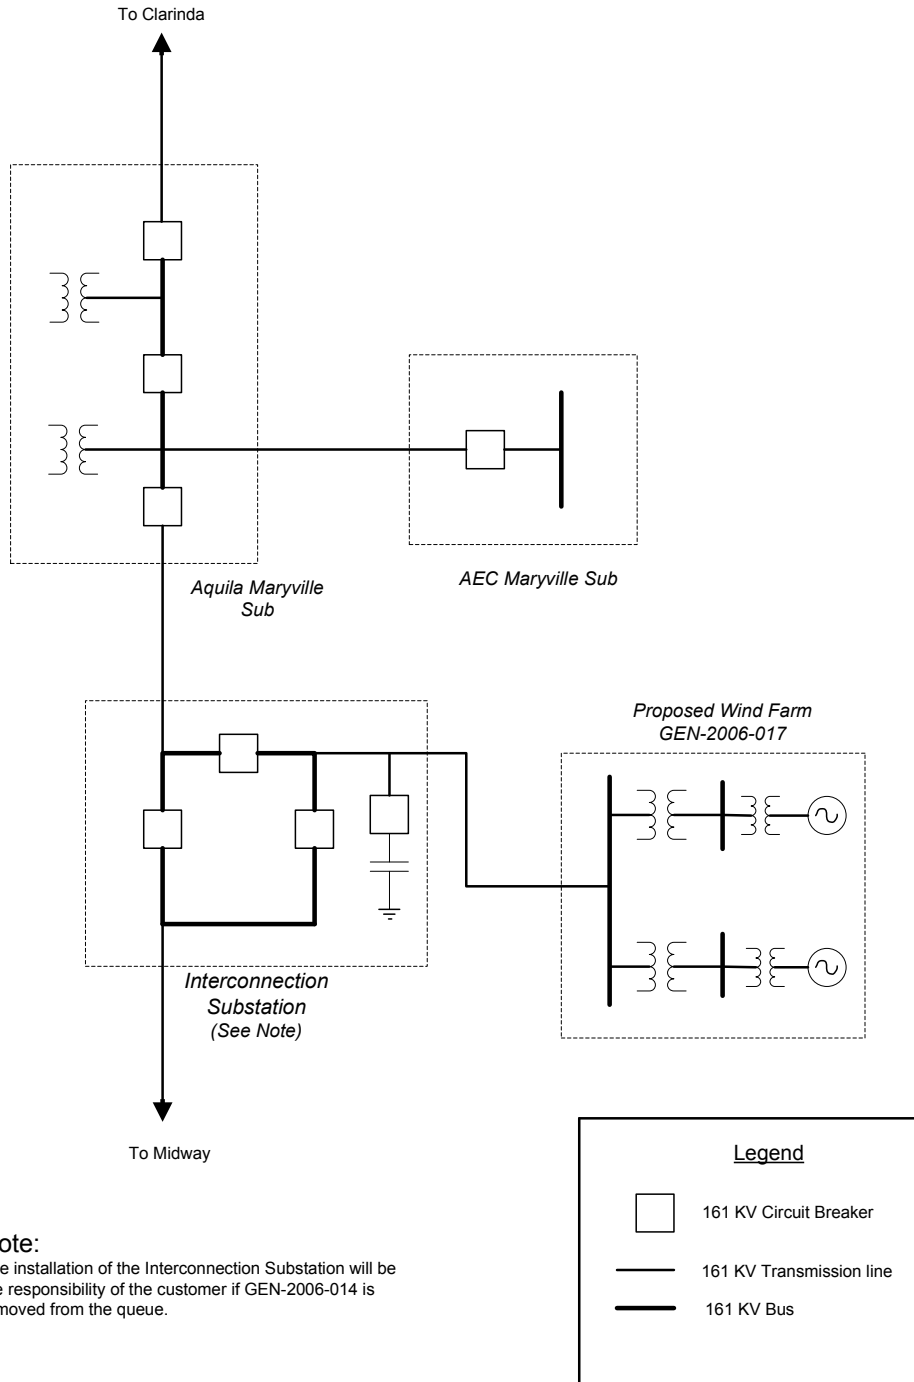 To Clarinda
Aquila Maryville
Sub
AEC Maryville Sub
Proposed Wind Farm
GEN-2006-017
Interconnection
Substation
(See Note)
To Midway
Legend
161 KV Circuit Breaker
161 KV Transmission line
161 KV Bus
ote:
e installation of the Interconnection Substation will be
e responsibility of the customer if GEN-2006-014 is
moved from the queue.